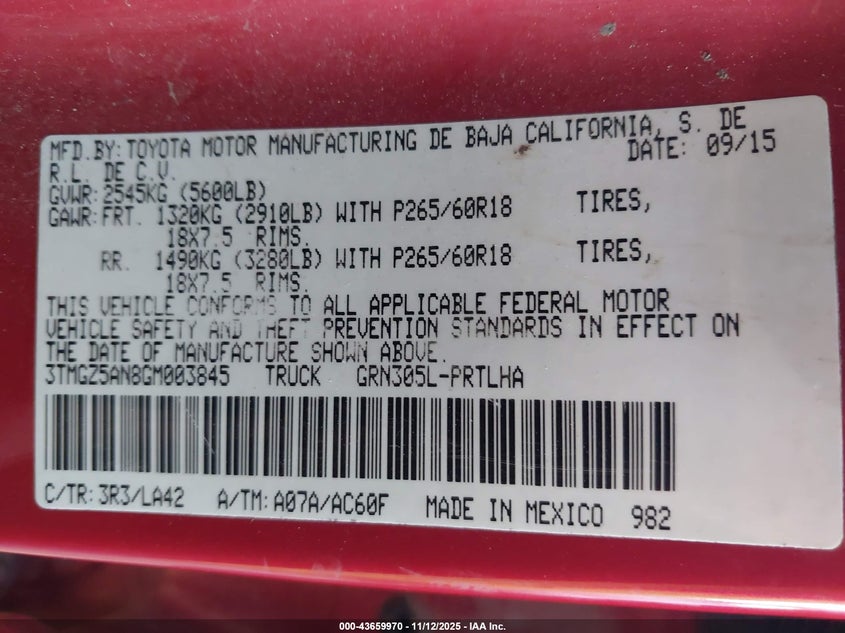 MFD.BY: TOYOTA MOTOR MANUFACTURING DE BAJA CALIFORNIA, S. DE
R.L. DE C.V. DATE: 09/15
GVWR: 2545KG (5600LB)
GAWR: FRT. 1320KG (2910LB) WITH P265/60R18 TIRES,
18X7.5 RIMS.
RR. 1490KG (3280LB) WITH P265/60R18 TIRES,
18X7.5 RIMS.
THIS VEHICLE CONFORMS TO ALL APPLICABLE FEDERAL MOTOR
VEHICLE SAFETY AND THEFT PREVENTION STANDARDS IN EFFECT ON
THE DATE OF MANUFACTURE SHOWN ABOVE.
3TMGZ5AN8GM003845 TRUCK GRN305L-PRTLHA
C/TR: 3R3/LA42 A/TM: A07A/AC60F MADE IN MEXICO 982
000-43659970 - 11/12/2025 - IAA Inc.